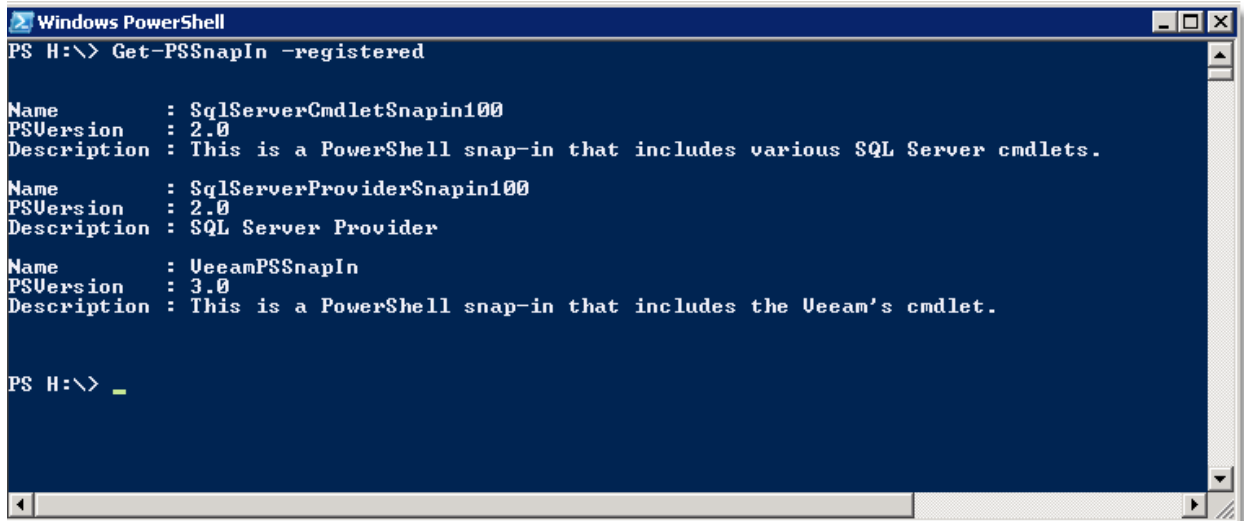 Windows PowerShell
PS H:\> Get-PSSnapIn -registered
Name        : SqlServerCmdletSnapin100
PSVersion   : 2.0
Description : This is a PowerShell snap-in that includes various SQL Server cmdlets.
Name        : SqlServerProviderSnapin100
PSVersion   : 2.0
Description : SQL Server Provider
Name        : VeeamPSSnapIn
PSVersion   : 3.0
Description : This is a PowerShell snap-in that includes the Veeam's cmdlet.
PS H:\> _